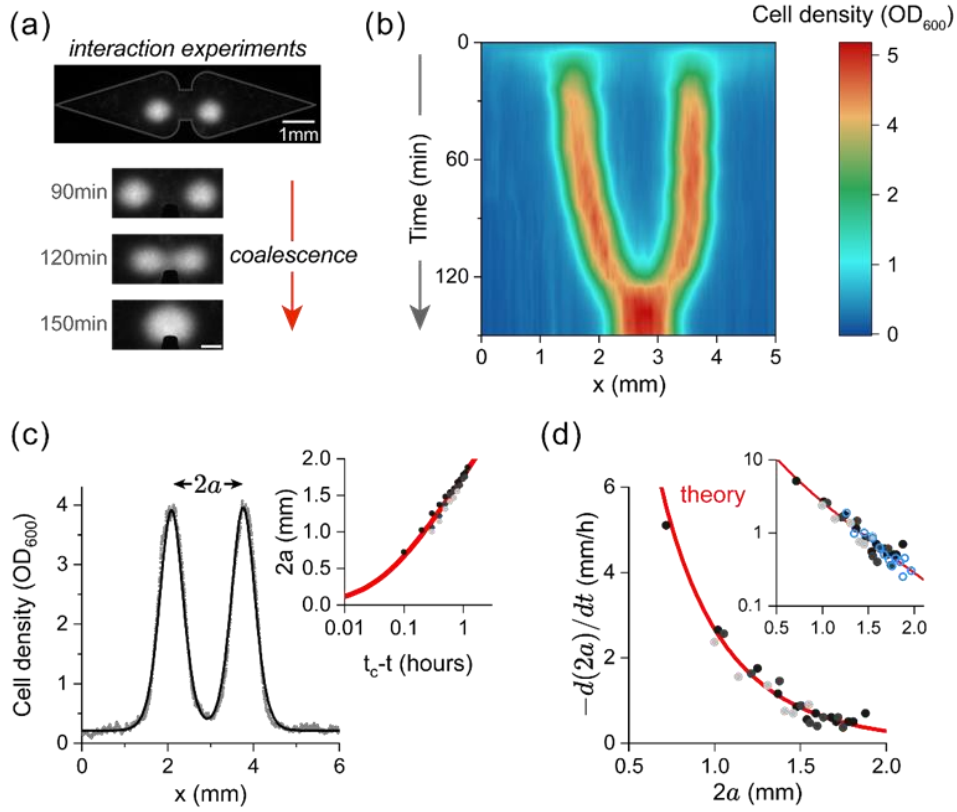 (a)
interaction experiments
1mm
90min
120min
coalescence
150min
(b)
Cell density (OD600)
0
60
120
Time (min)
0 1 2 3 4 5
x (mm)
5
4
2
1
0
(c)
2a
4
3
2
1
0
Cell density (OD600)
0 2 4 6
x (mm)
2.0
1.5
1.0
0.5
0.0
2a (mm)
0.01 0.1 1
tc-t (hours)
(d)
theory
6
4
2
0
−d(2a)/dt (mm/h)
0.5 1.0 1.5 2.0
2a (mm)
10
1
0.1
0.5 1.0 1.5 2.0